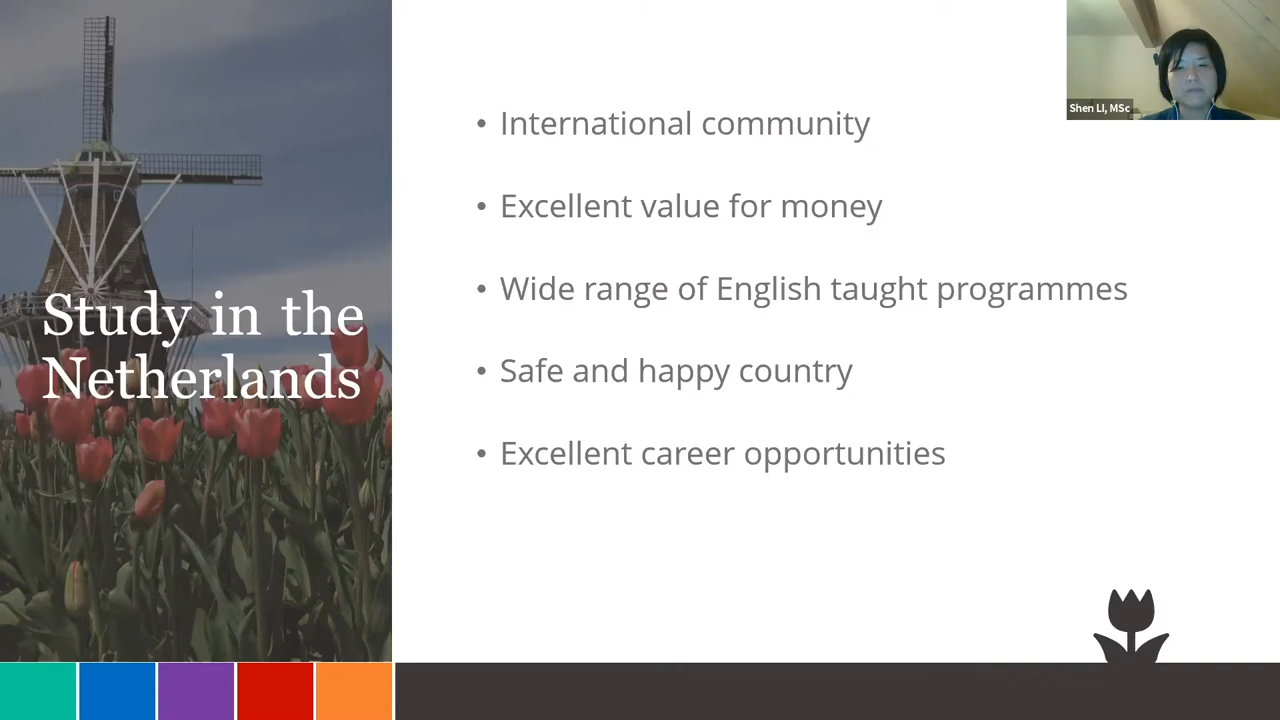 Study in the
Netherlands
• International community
• Excellent value for money
• Wide range of English taught programmes
• Safe and happy country
• Excellent career opportunities
Shen LI, MSc